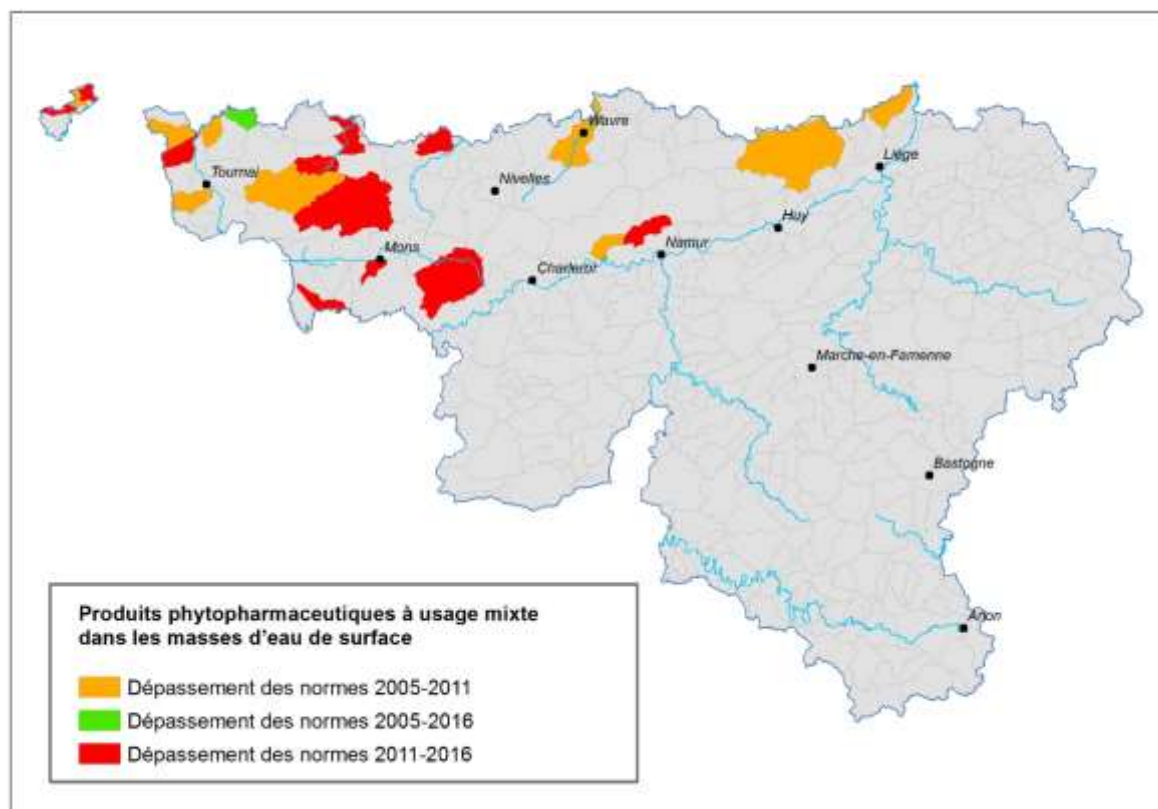 Wavre
Liège
Tournai
Nivelles
Huy
Mons
Namur
Charleroi
Marche-en-Famenne
Bastogne
Arlon
Produits phytopharmaceutiques à usage mixte
dans les masses d'eau de surface
Dépassement des normes 2005-2011
Dépassement des normes 2005-2016
Dépassement des normes 2011-2016